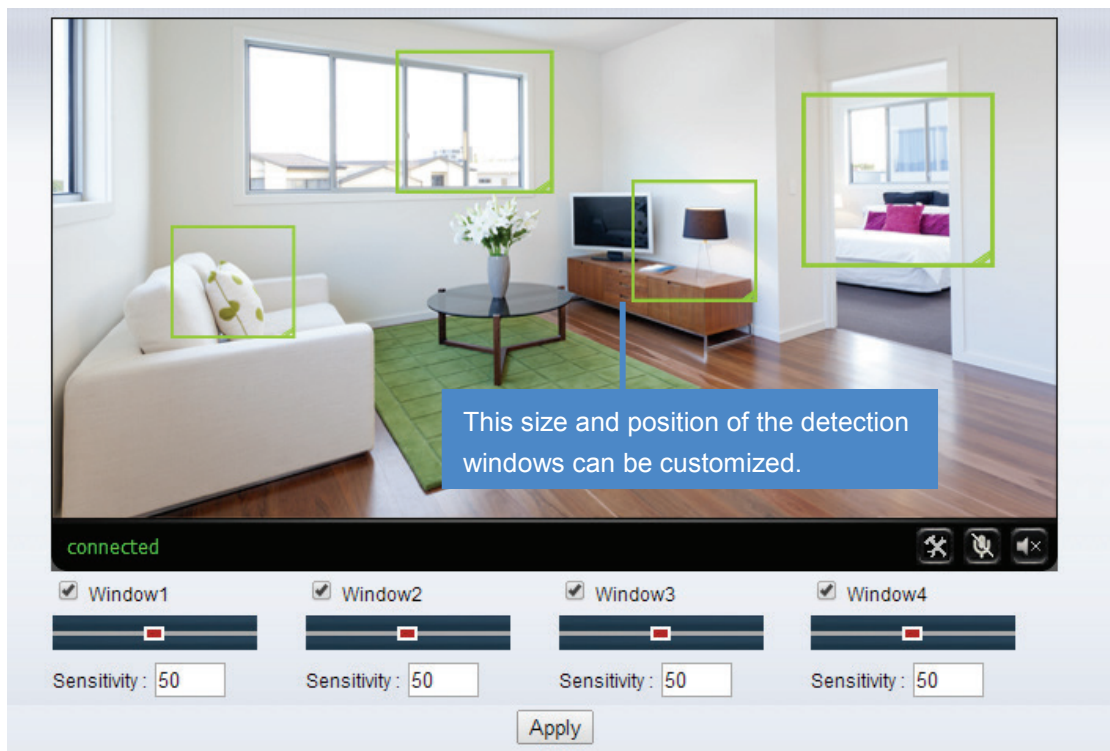 This size and position of the detection
windows can be customized.
connected
Window1 Window2 Window3 Window4
Sensitivity : 50 Sensitivity : 50 Sensitivity : 50 Sensitivity : 50
Apply